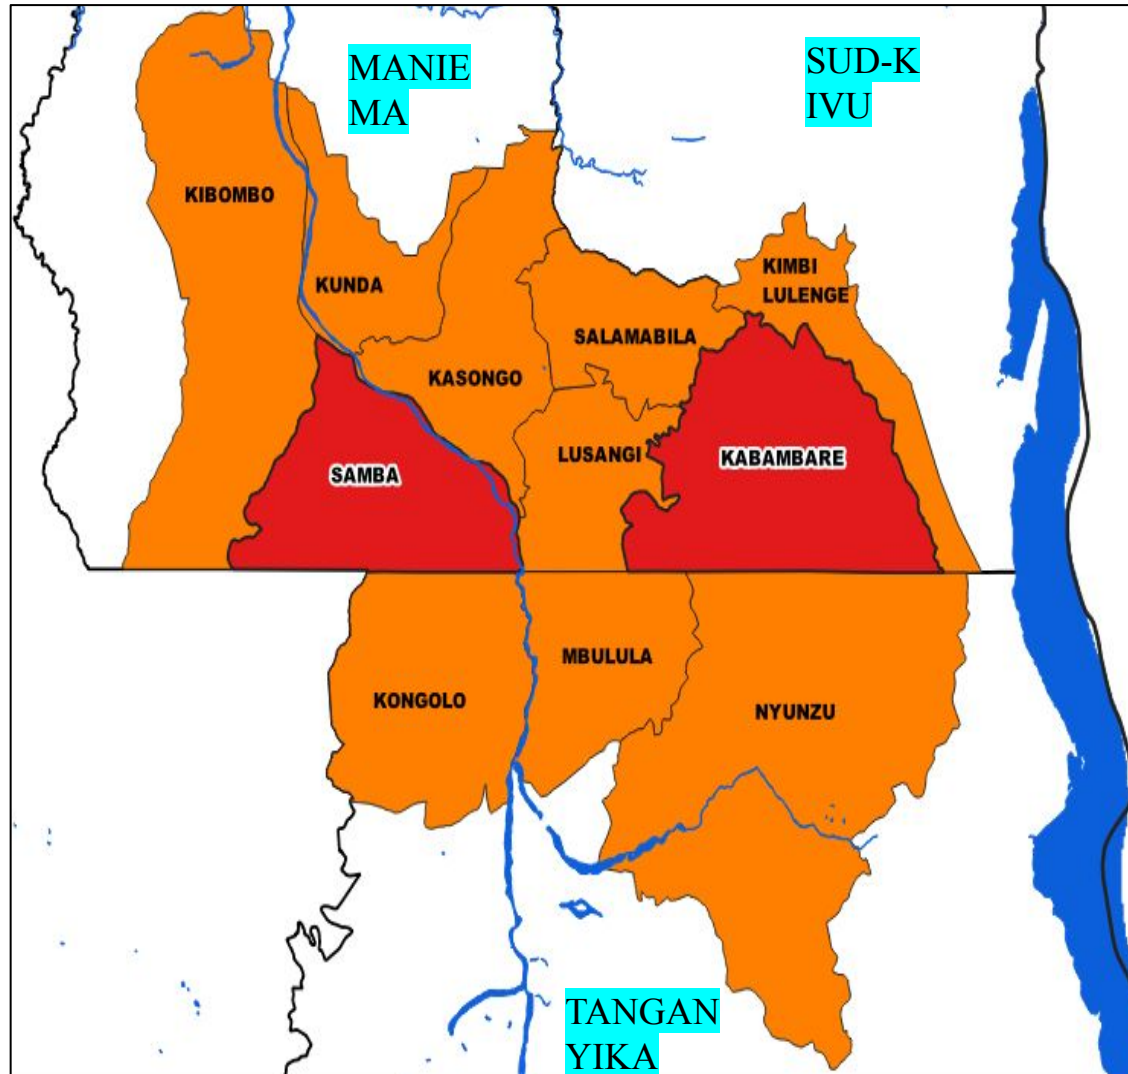 MANIE
MA
SUD-K
IVU
KIBOMBO
KUNDA
KIMBI
LULENGE
SALAMABILA
KASONGO
LUSANGI
KABAMBARE
SAMBA
MBULULA
KONGOLO
NYUNZU
TANGAN
YIKA